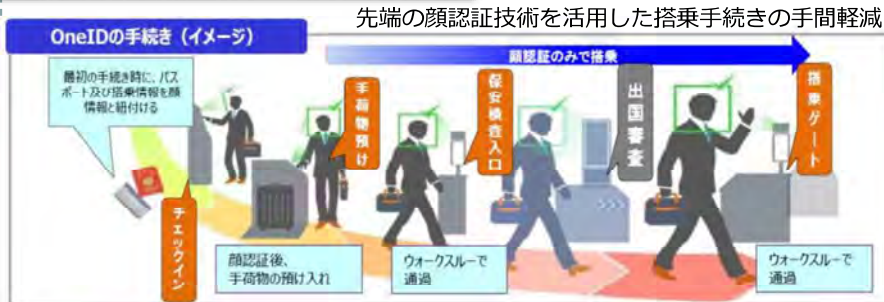 先端の顔認証技術を活用した搭乗手続きの手間軽減
OneIDの手続き（イメージ）
顔認証のみで搭乗
最初の手続き時に、パス
ポート及び搭乗情報を顔
情報と紐付ける
チェックイン
手荷物預け
顔認証後、
手荷物の預け入れ
保安検査入口
ウォークスルーで
通過
出国審査
搭乗ゲート
ウォークスルーで
通過